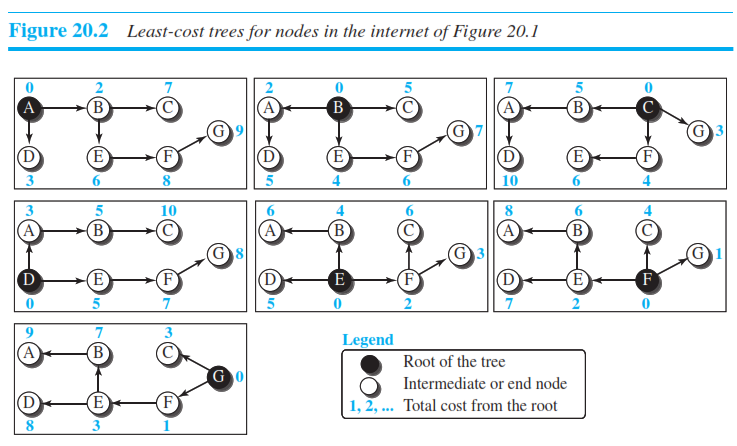 Figure 20.2 Least-cost trees for nodes in the internet of Figure 20.1
0 2 7 2 0 5 7 5 0
A B C A B C A B C
G 9 G 7 G 3
D E F D E F D E F
3 6 8 5 4 6 10 6 4
3 5 10 6 4 6 8 6 4
A B C A B C A B C
G 8 G 3 G 1
D E F D E F D E F
0 5 7 5 0 2 7 2 0
9 7 3
A B C
G 0
D E F
8 3 1
Legend
Root of the tree
Intermediate or end node
1, 2, ... Total cost from the root